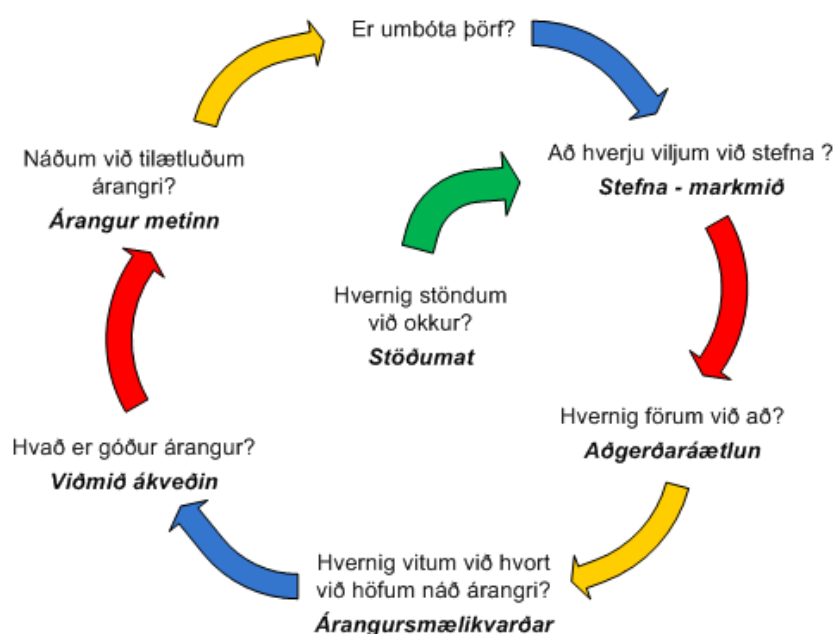 Er umbóta þörf?
Að hverju viljum við stefna ?
Stefna - markmið
Hvernig förum við að?
Aðgerðaráætlun
Hvernig vitum við hvort
við höfum náð árangri?
Árangursmælikvarðar
Hvað er góður árangur?
Viðmið ákveðin
Náðum við tilætluðum
árangri?
Árangur metinn
Hvernig stöndum
við okkur?
Stöðumat